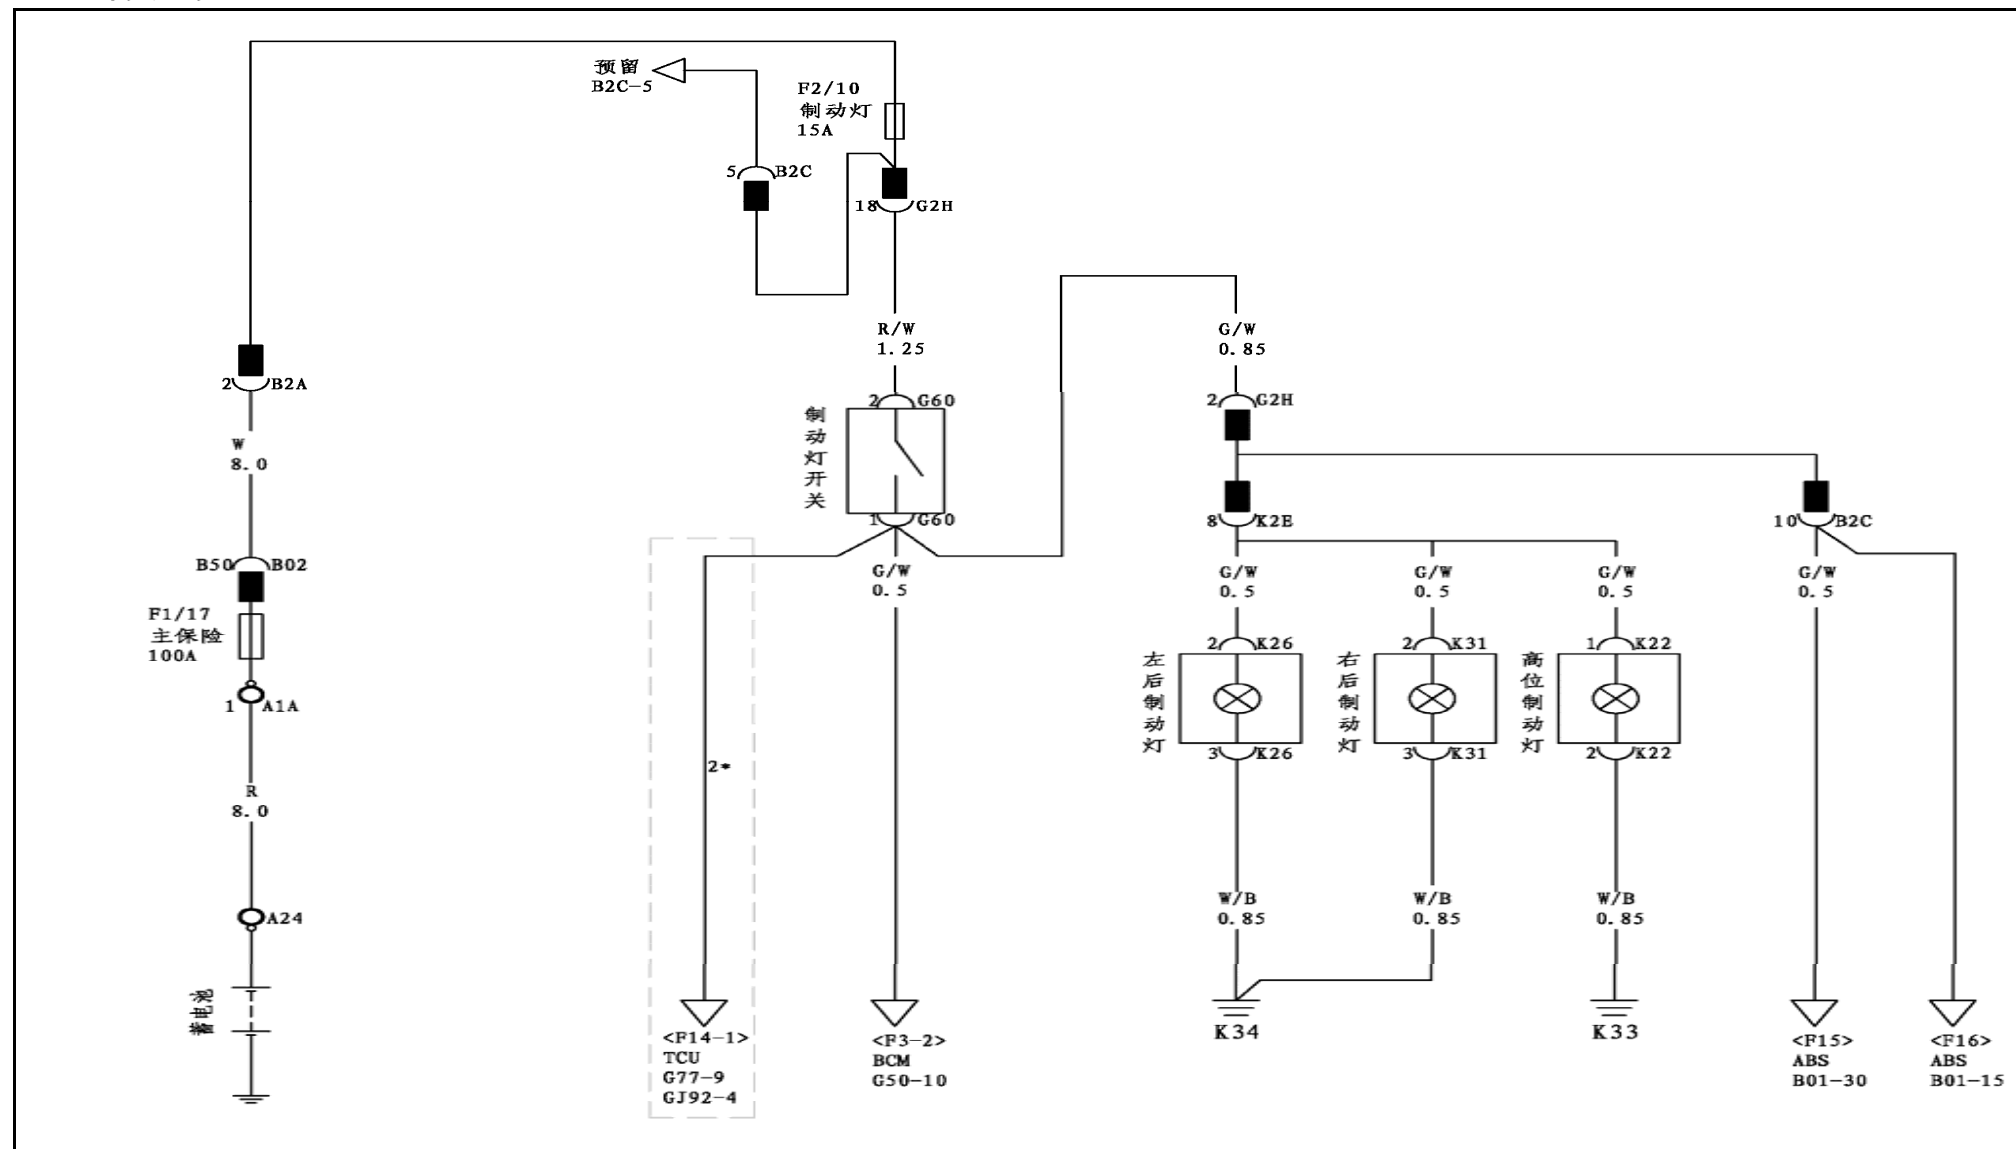 预留
B2C-5
F2/10
制动灯
15A
5 B2C
18 G2H
R/W
1.25
G/W
0.85
2 B2A
W
8.0
2 G60
制动灯开关
1 G60
2 G2H
8 K2E
10 B2C
B50 B02
F1/17
主保险
100A
1 A1A
R
8.0
A24
蓄电池
G/W
0.5
G/W
0.5
G/W
0.5
G/W
0.5
G/W
0.5
2 K26
左后制动灯
3 K26
2 K31
右后制动灯
3 K31
1 K22
高位制动灯
2 K22
2*
W/B
0.85
W/B
0.85
W/B
0.85
<F14-1>
TCU
G77-9
GJ92-4
<F3-2>
BCM
G50-10
K34
K33
<F15>
ABS
B01-30
<F16>
ABS
B01-15